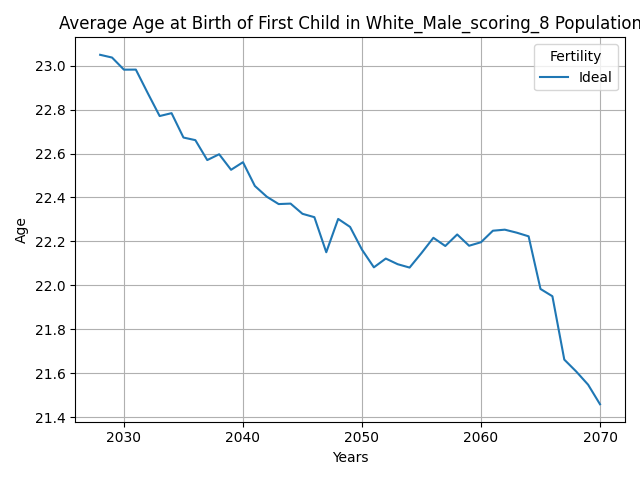 Average Age at Birth of First Child in White_Male_scoring_8 Population
Fertility
Ideal
23.0
22.8
22.6
22.4
22.2
22.0
21.8
21.6
21.4
Age
2030 2040 2050 2060 2070
Years